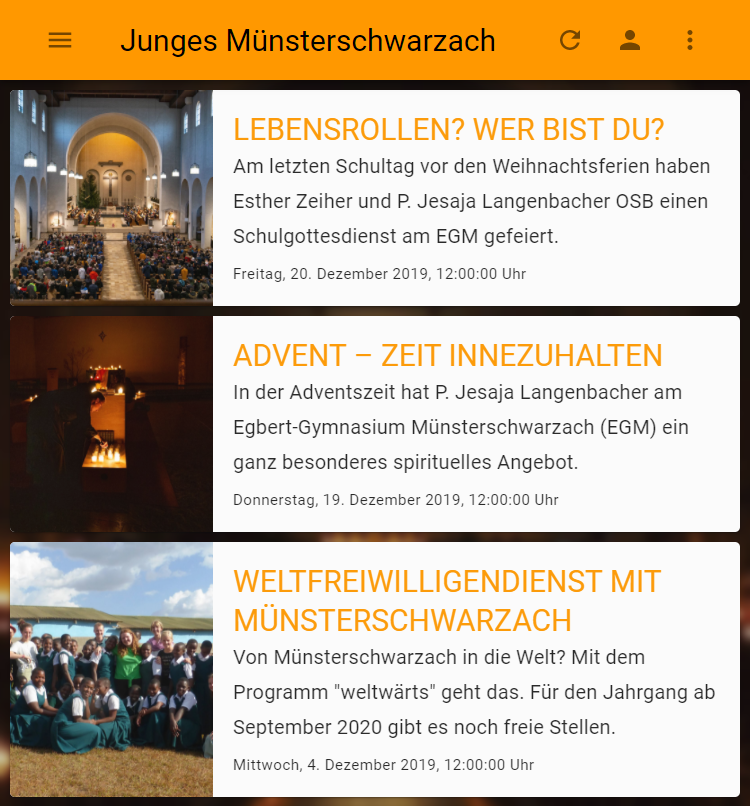 Junges Münsterschwarzach
LEBENSROLLEN? WER BIST DU?
Am letzten Schultag vor den Weihnachtsferien haben
Esther Zeiher und P. Jesaja Langenbacher OSB einen
Schulgottesdienst am EGM gefeiert.
Freitag, 20. Dezember 2019, 12:00:00 Uhr
ADVENT – ZEIT INNEZUHALTEN
In der Adventszeit hat P. Jesaja Langenbacher am
Egbert-Gymnasium Münsterschwarzach (EGM) ein
ganz besonderes spirituelles Angebot.
Donnerstag, 19. Dezember 2019, 12:00:00 Uhr
WELTFREIWILLIGENDIENST MIT
MÜNSTERSCHWARZACH
Von Münsterschwarzach in die Welt? Mit dem
Programm "weltwärts" geht das. Für den Jahrgang ab
September 2020 gibt es noch freie Stellen.
Mittwoch, 4. Dezember 2019, 12:00:00 Uhr